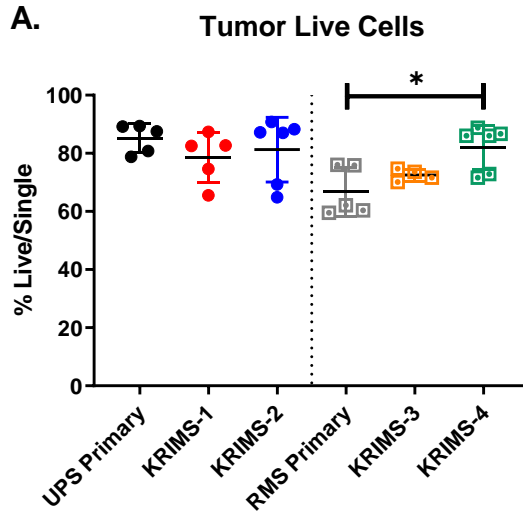 A.
Tumor Live Cells
*
100
80
60
40
20
0
% Live/Single
UPS Primary
KRIMS-1
KRIMS-2
RMS Primary
KRIMS-3
KRIMS-4